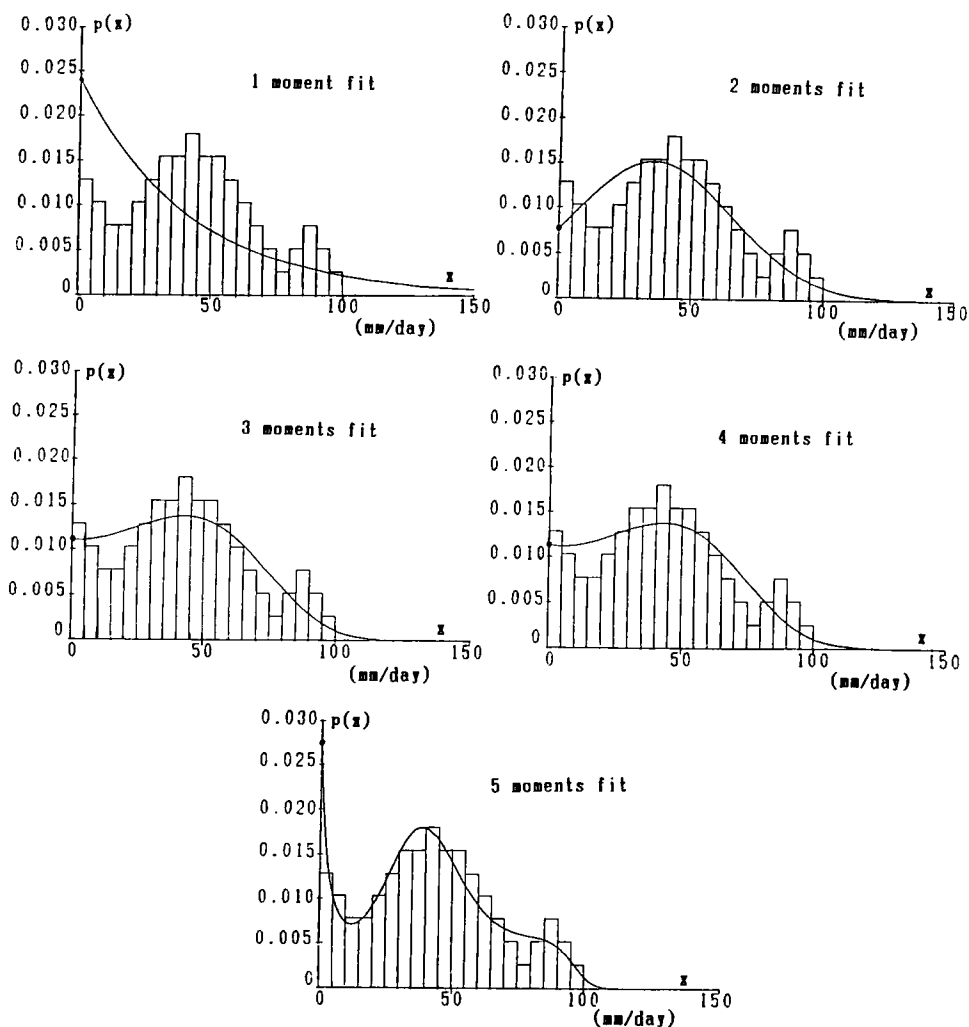 0.030 p(x)
0.025
1 moment fit
0.020
0.015
0.010
0.005
0
x
0 50 100 150
(mm/day)
0.030 p(x)
0.025
2 moments fit
0.020
0.015
0.010
0.005
0
x
0 50 100 150
(mm/day)
0.030 p(x)
0.025
3 moments fit
0.020
0.015
0.010
0.005
0
x
0 50 100 150
(mm/day)
0.030 p(x)
0.025
4 moments fit
0.020
0.015
0.010
0.005
0
x
0 50 100 150
(mm/day)
0.030 p(x)
0.025
5 moments fit
0.020
0.015
0.010
0.005
0
x
0 50 100 150
(mm/day)